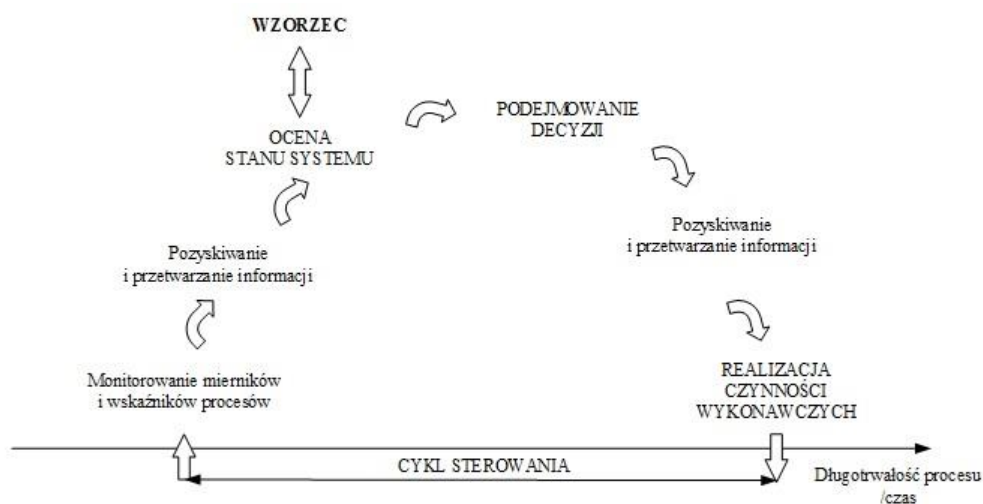 WZORZEC
OCENA
STANU SYSTEMU
PODEJMOWANIE
DECYZJI
Pozyskiwanie
i przetwarzanie informacji
Pozyskiwanie
i przetwarzanie informacji
Monitorowanie mierników
i wskaźników procesów
REALIZACJA
CZYNNOŚCI
WYKONAWCZYCH
CYKL STEROWANIA
Długotrwałość procesu
/czas